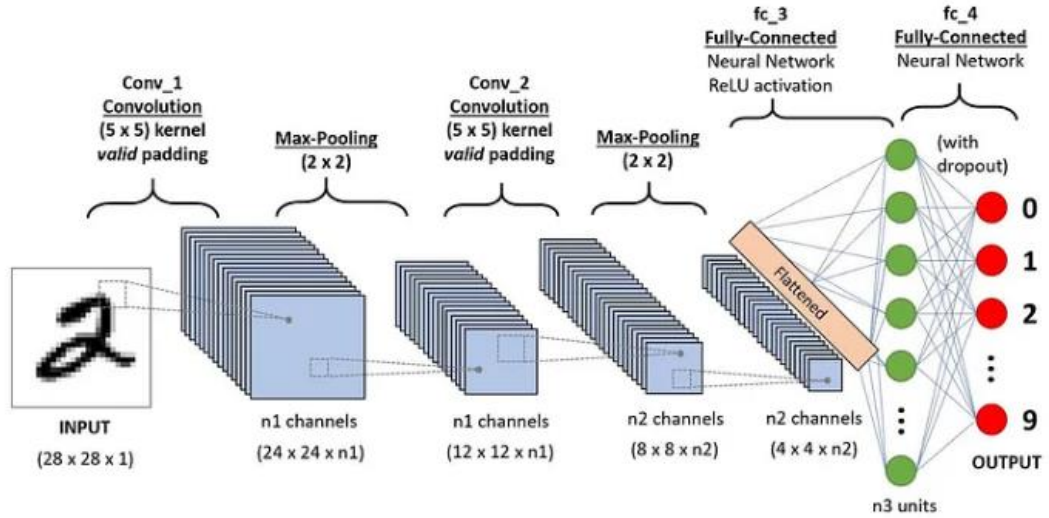 fc_3
Fully-Connected
Neural Network
ReLU activation
fc_4
Fully-Connected
Neural Network
Conv_1
Convolution
(5 x 5) kernel
valid padding
Max-Pooling
(2 x 2)
Conv_2
Convolution
(5 x 5) kernel
valid padding
Max-Pooling
(2 x 2)
(with
dropout)
Flattened
0
1
2
9
INPUT
(28 x 28 x 1)
n1 channels
(24 x 24 x n1)
n1 channels
(12 x 12 x n1)
n2 channels
(8 x 8 x n2)
n2 channels
(4 x 4 x n2)
OUTPUT
n3 units
2